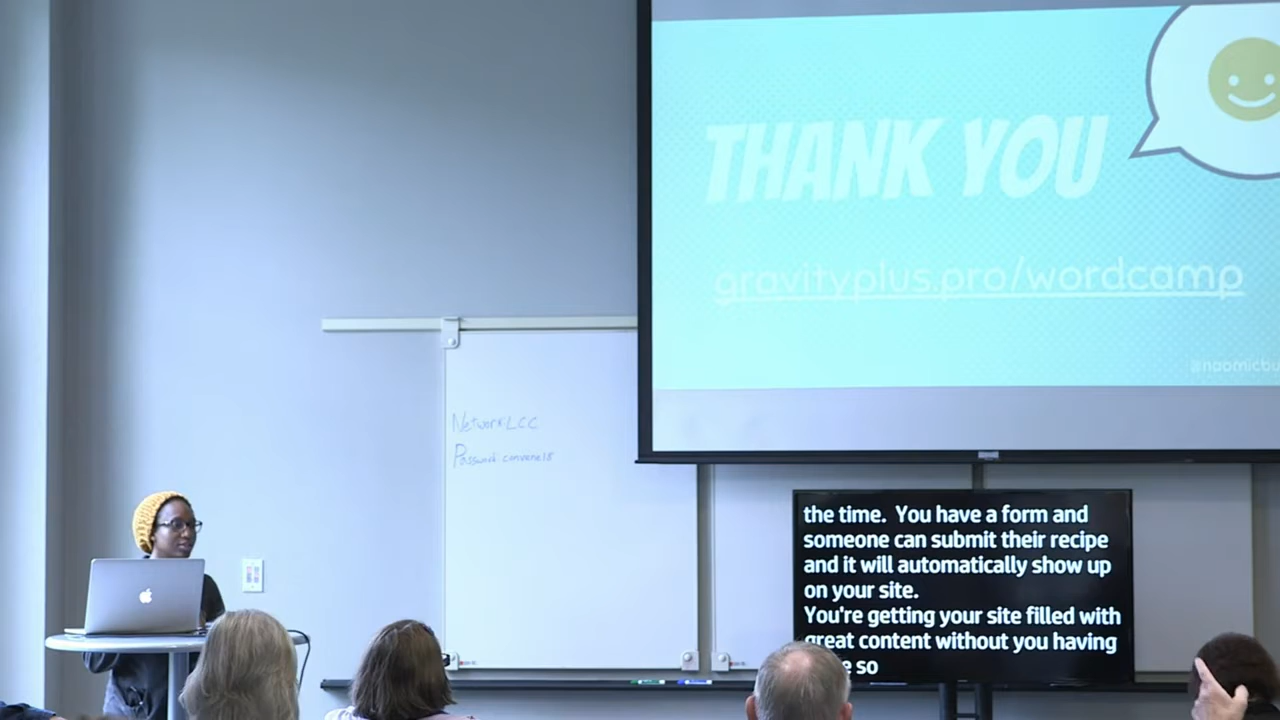 THANK YOU
gravityplus.pro/wordcamp
@naomicbu
Network: LCC
Password: convene18
the time. You have a form and
someone can submit their recipe
and it will automatically show up
on your site.
You're getting your site filled with
great content without you having
so